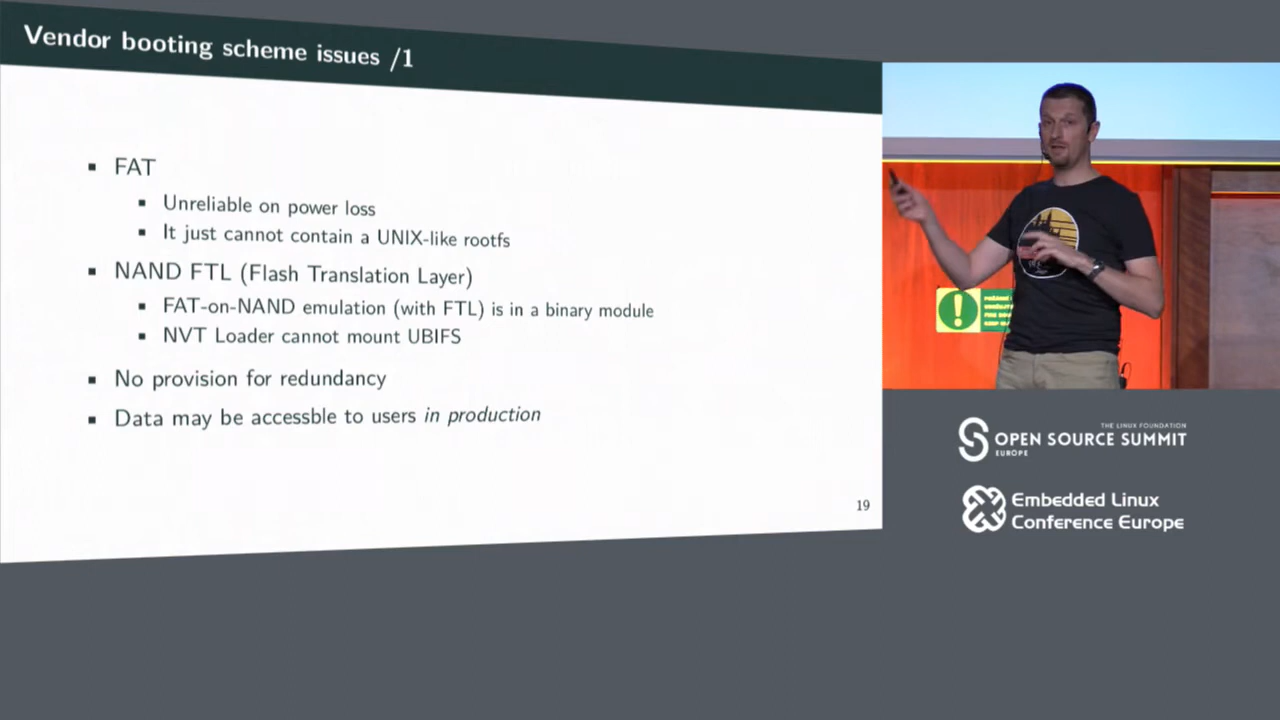 Vendor booting scheme issues /1
▪ FAT
▪ Unreliable on power loss
▪ It just cannot contain a UNIX-like rootfs
▪ NAND FTL (Flash Translation Layer)
▪ FAT-on-NAND emulation (with FTL) is in a binary module
▪ NVT Loader cannot mount UBIFS
▪ No provision for redundancy
▪ Data may be accessble to users in production
19
THE LINUX FOUNDATION
OPEN SOURCE SUMMIT
EUROPE
Embedded Linux
Conference Europe